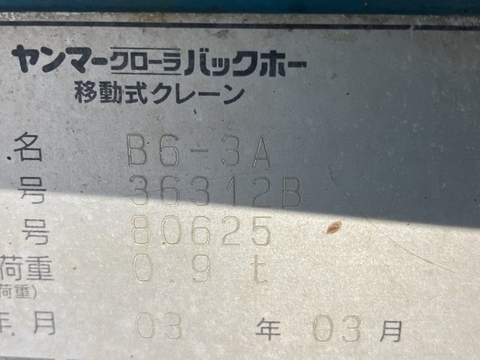 ヤンマークローラバックホー
移動式クレーン
名 B6-3A
号 36312B
号 80625
荷重 0.9 t
荷重)
年月 03 年 03 月